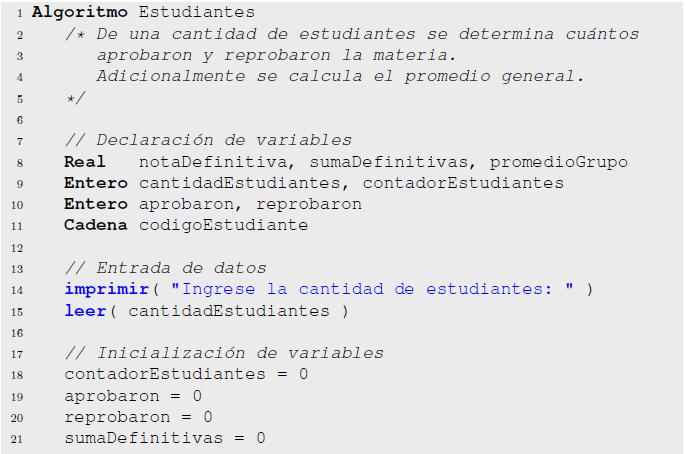 1 Algoritmo Estudiantes
2 /* De una cantidad de estudiantes se determina cuántos
3 aprobaron y reprobaron la materia.
4 Adicionalmente se calcula el promedio general.
5 */
6
7 // Declaración de variables
8 Real notaDefinitiva, sumaDefinitivas, promedioGrupo
9 Entero cantidadEstudiantes, contadorEstudiantes
10 Entero aprobaron, reprobaron
11 Cadena codigoEstudiante
12
13 // Entrada de datos
14 imprimir( "Ingrese la cantidad de estudiantes: " )
15 leer( cantidadEstudiantes )
16
17 // Inicialización de variables
18 contadorEstudiantes = 0
19 aprobaron = 0
20 reprobaron = 0
21 sumaDefinitivas = 0